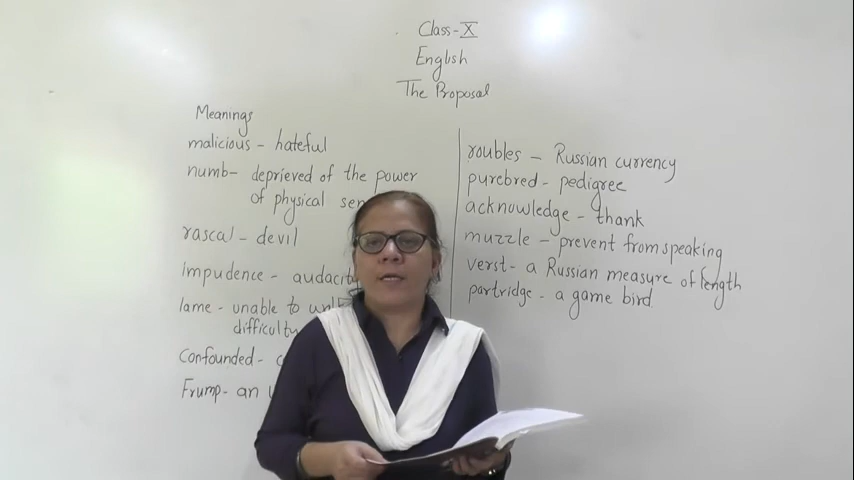 Class-X
English
The Proposal
Meanings
malicious - hateful
numb- deprieved of the power
of physical
rascal - devil
impudence -
lame - unable to
difficulty
Confounded -
Frump- an
roubles - Russian currency
purebred - pedigree
acknowledge - thank
muzzle - prevent from speaking
verst- a Russian measure of length
partridge - a game bird